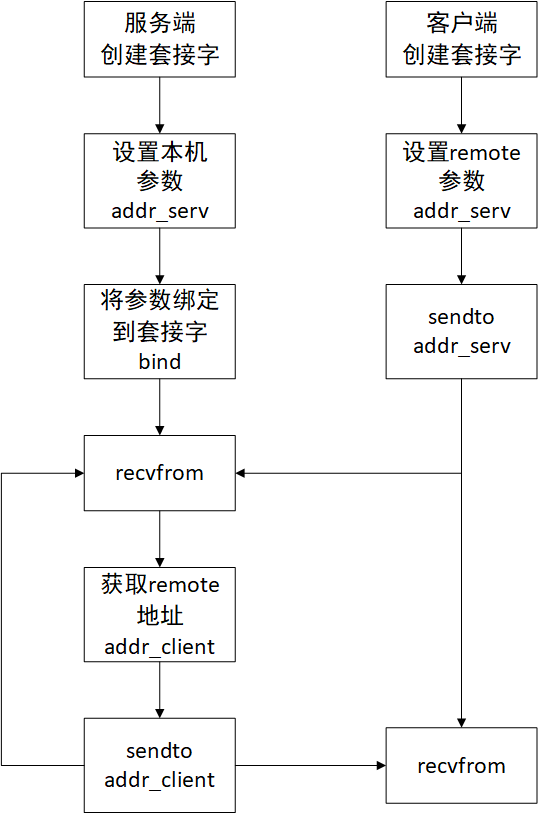 服务端
创建套接字
设置本机
参数
addr_serv
将参数绑定
到套接字
bind
recvfrom
获取remote
地址
addr_client
sendto
addr_client
客户端
创建套接字
设置remote
参数
addr_serv
sendto
addr_serv
recvfrom